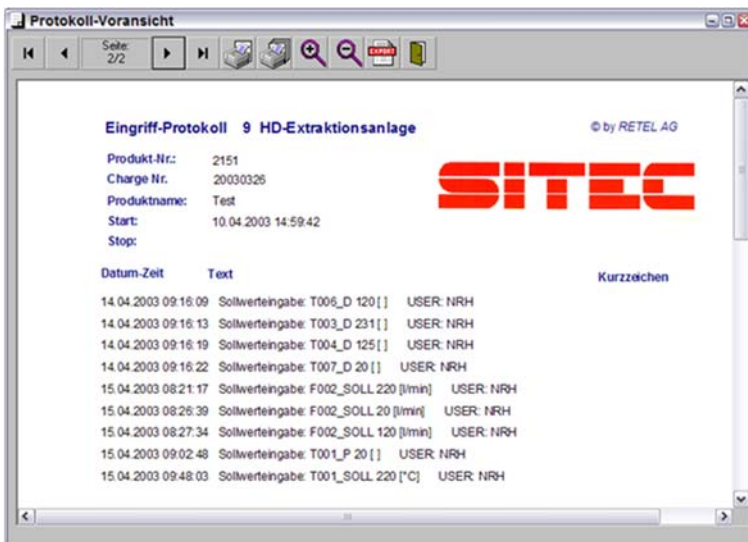 Protokoll-Voransicht
Seite:
2/2
EXPORT
Eingriff-Protokoll 9 HD-Extraktionsanlage
© by RETEL AG
Produkt-Nr.: 2151
Charge Nr. 20030326
Produktname: Test
Start: 10.04.2003 14:59:42
Stop:
SITEC
Datum-Zeit Text Kurzzeichen
14.04.2003 09:16:09 Sollwerteingabe: T006_D 120 [ ] USER: NRH
14.04.2003 09:16:13 Sollwerteingabe: T003_D 231 [ ] USER: NRH
14.04.2003 09:16:19 Sollwerteingabe: T004_D 125 [ ] USER: NRH
14.04.2003 09:16:22 Sollwerteingabe: T007_D 20 [ ] USER: NRH
15.04.2003 08:21:17 Sollwerteingabe: F002_SOLL 220 [l/min] USER: NRH
15.04.2003 08:26:39 Sollwerteingabe: F002_SOLL 20 [l/min] USER: NRH
15.04.2003 08:27:34 Sollwerteingabe: F002_SOLL 120 [l/min] USER: NRH
15.04.2003 09:02:48 Sollwerteingabe: T001_P 20 [ ] USER: NRH
15.04.2003 09:48:03 Sollwerteingabe: T001_SOLL 220 [°C] USER: NRH